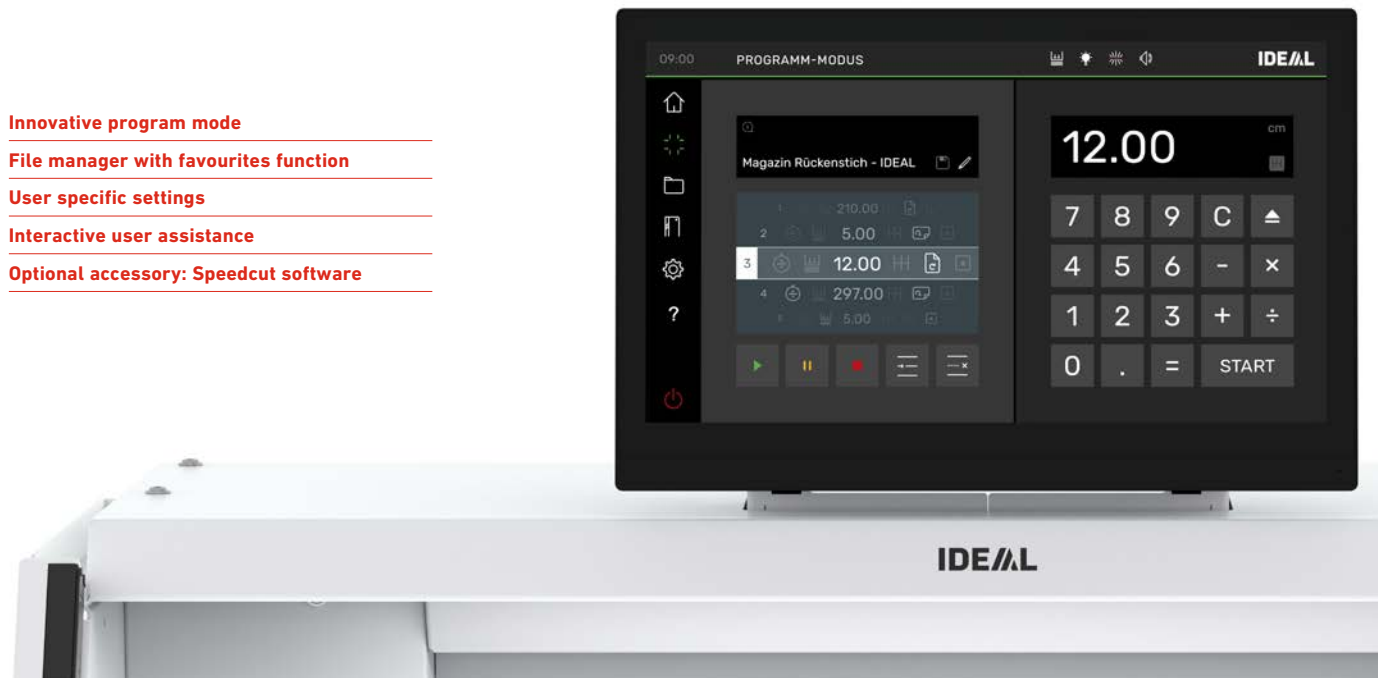 Innovative program mode
File manager with favourites function
User specific settings
Interactive user assistance
Optional accessory: Speedcut software
09:00 PROGRAMM-MODUS IDEAL
Magazin Rückenstich - IDEAL
1 210.00
2 5.00
3 12.00
4 297.00
5 5.00
?
12.00 cm
7 8 9 C
4 5 6 - ×
1 2 3 + ÷
0 . = START
IDEAL